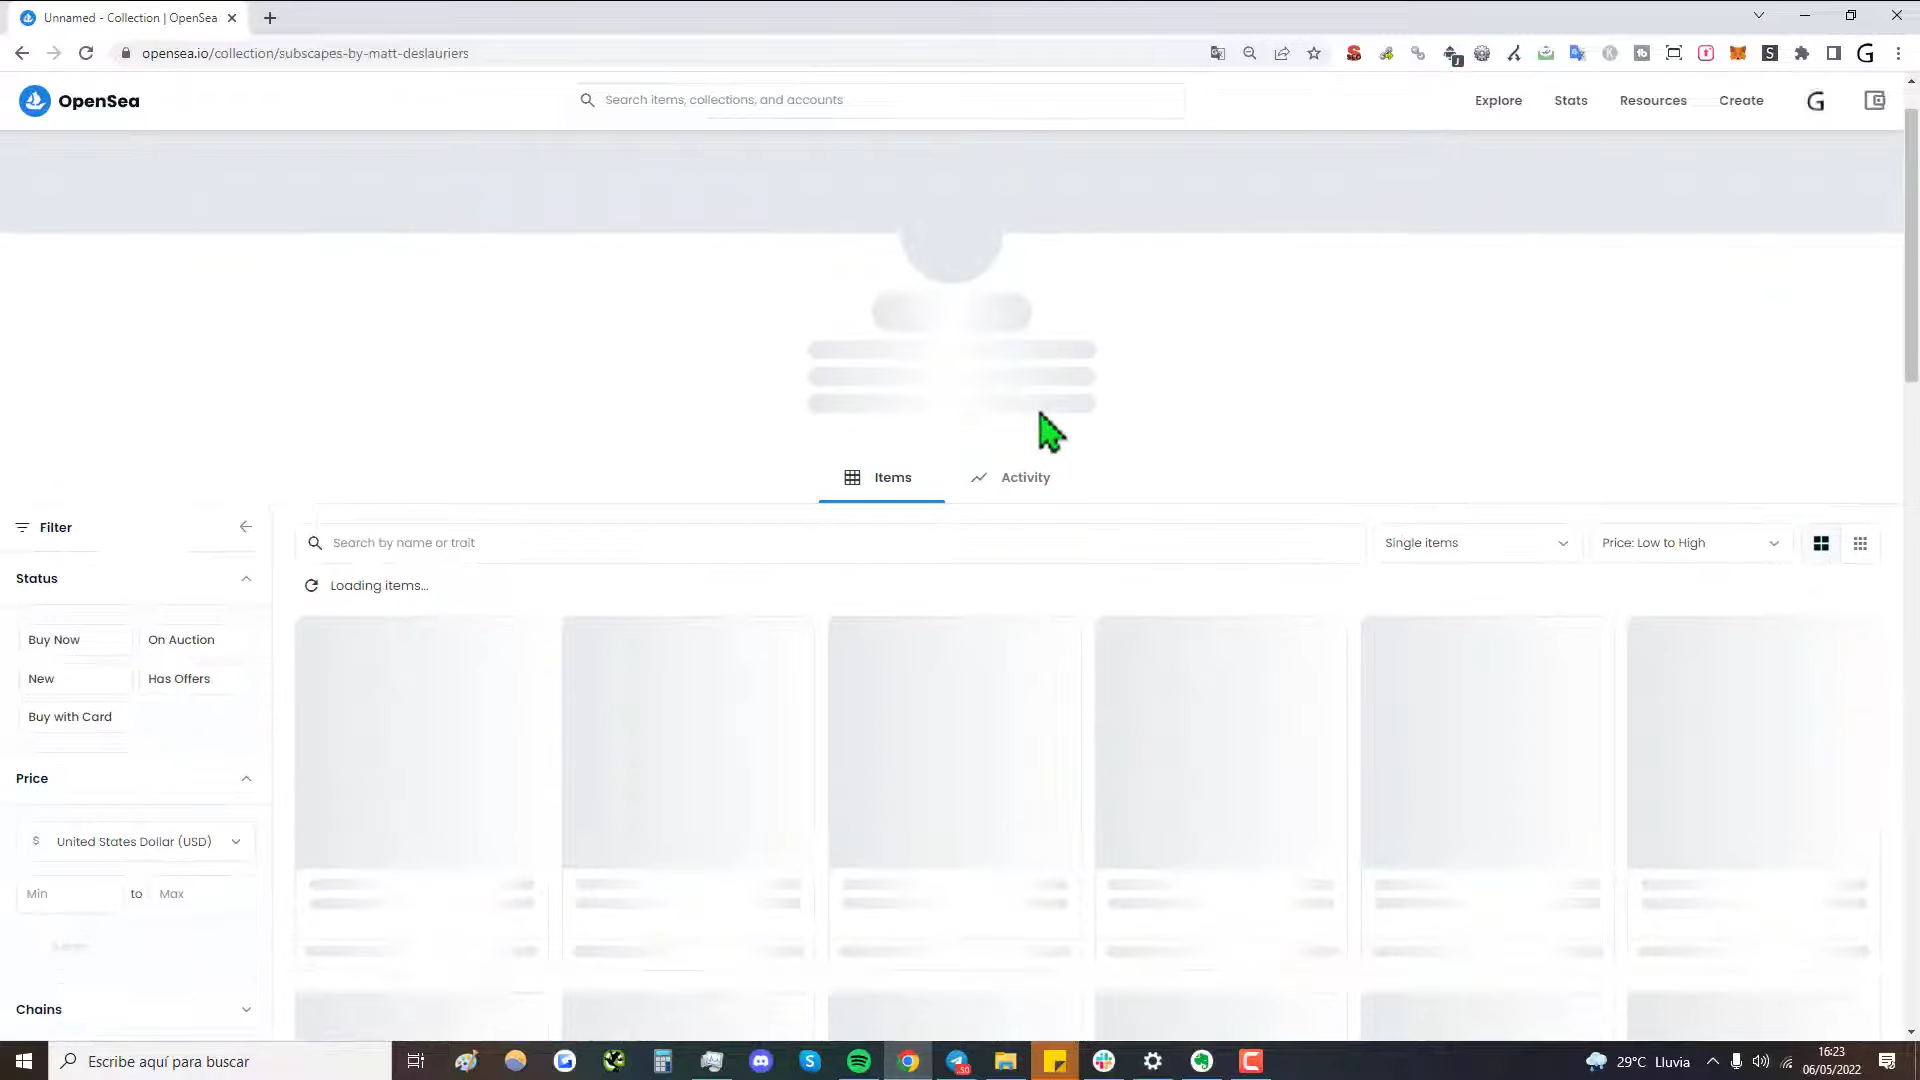 Unnamed - Collection | OpenSea
opensea.io/collection/subscapes-by-matt-deslauriers
OpenSea
Search items, collections, and accounts
Explore
Stats
Resources
Create
Items
Activity
Filter
Search by name or trait
Single items
Price: Low to High
Loading items...
Status
Buy Now
On Auction
New
Has Offers
Buy with Card
Price
$ United States Dollar (USD)
Min
to
Max
Chains
Escribe aquí para buscar
29°C Lluvia
16:23
06/05/2022